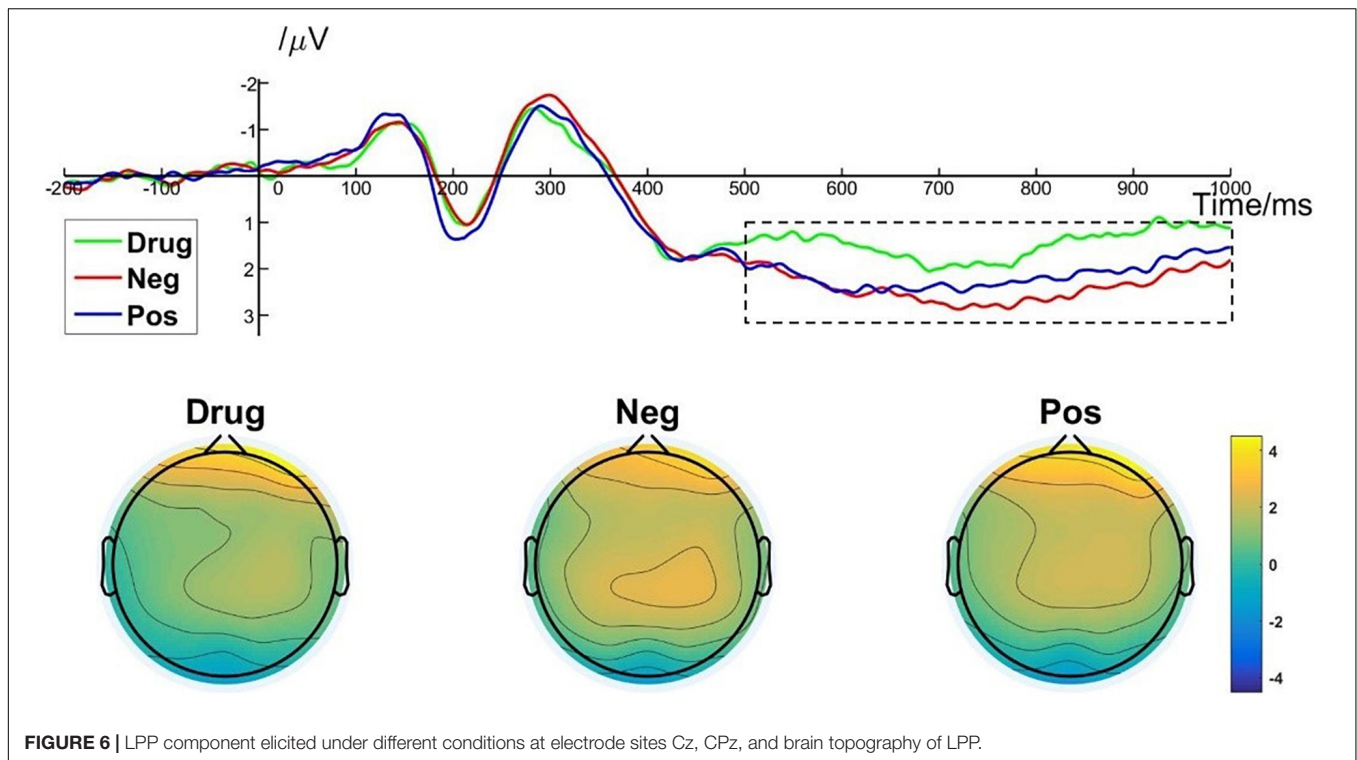 /μV
-2
-1
-200 -100 0 100 200 300 400 500 600 700 800 900 1000
Time/ms
1
2
3
Drug
Neg
Pos
Drug Neg Pos
4
2
0
-2
-4
FIGURE 6 | LPP component elicited under different conditions at electrode sites Cz, CPz, and brain topography of LPP.